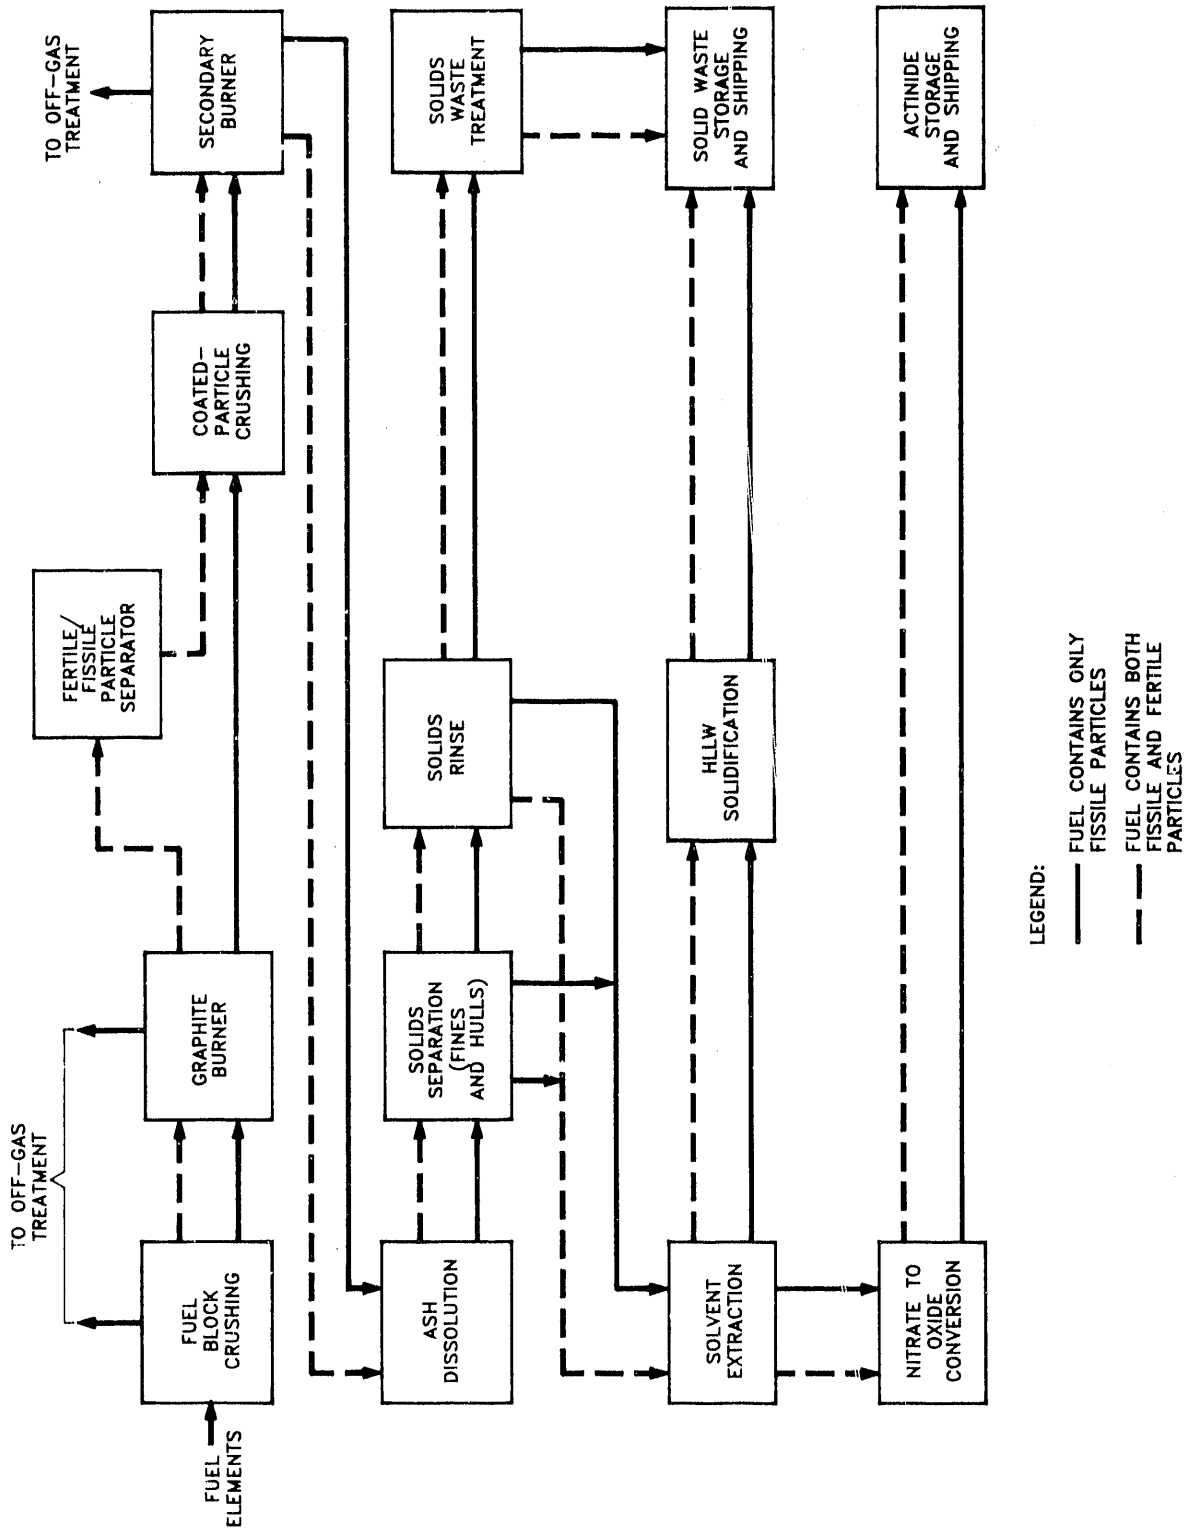 TO OFF-GAS
TREATMENT
FUEL
ELEMENTS
FUEL
BLOCK
CRUSHING
GRAPHITE
BURNER
FERTILE/
FISSILE
PARTICLE
SEPARATOR
COATED-
PARTICLE
CRUSHING
TO OFF-GAS
TREATMENT
SECONDARY
BURNER
ASH
DISSOLUTION
SOLIDS
SEPARATION
(FINES
AND HULLS)
SOLIDS
RINSE
SOLIDS
WASTE
TREATMENT
SOLVENT
EXTRACTION
HLLW
SOLIDIFICATION
SOLID WASTE
STORAGE
AND SHIPPING
NITRATE TO
OXIDE
CONVERSION
ACTINIDE
STORAGE
AND SHIPPING
LEGEND:
FUEL CONTAINS ONLY
FISSILE PARTICLES
FUEL CONTAINS BOTH
FISSILE AND FERTILE
PARTICLES